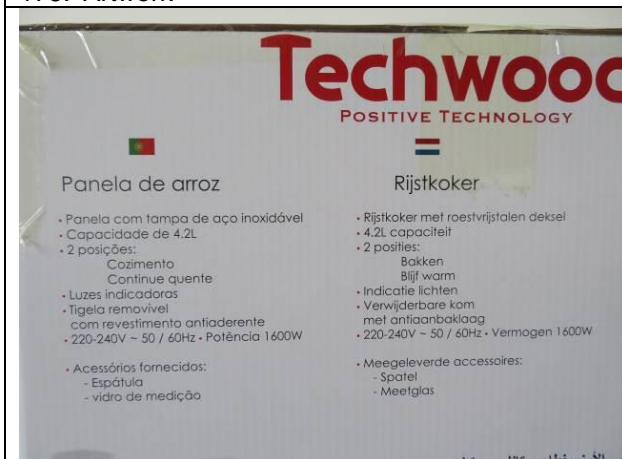 Techwood
POSITIVE TECHNOLOGY
Panela de arroz
• Panela com tampa de aço inoxidável
• Capacidade de 4.2L
• 2 posições:
Cozimento
Continue quente
• Luzes indicadoras
• Tigela removivel
com revestimento antiaderente
• 220-240V ~ 50 / 60Hz • Potência 1600W
• Acessórios fornecidos:
- Espátula
- vidro de medição
Rijstkoker
• Rijstkoker met roestvrijstalen deksel
• 4.2L capaciteit
• 2 posities:
Bakken
Blijf warm
• Indicatie lichten
• Verwijderbare kom
met antiaanbaklaag
• 220-240V ~ 50 / 60Hz • Vermogen 1600W
• Meegeleverde accessoires:
- Spatel
- Meetglas